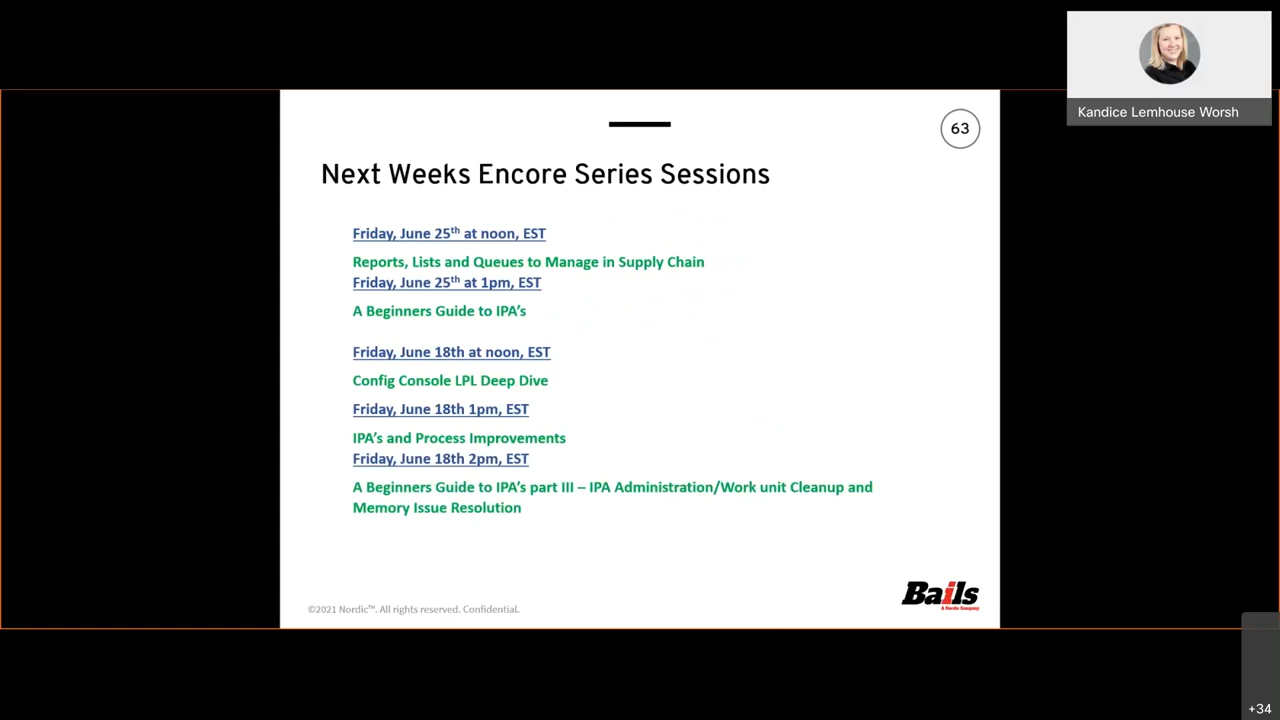 Kandice Lemhouse Worsh
63
Next Weeks Encore Series Sessions
Friday, June 25th at noon, EST
Reports, Lists and Queues to Manage in Supply Chain
Friday, June 25th at 1pm, EST
A Beginners Guide to IPA's
Friday, June 18th at noon, EST
Config Console LPL Deep Dive
Friday, June 18th 1pm, EST
IPA's and Process Improvements
Friday, June 18th 2pm, EST
A Beginners Guide to IPA's part III – IPA Administration/Work unit Cleanup and
Memory Issue Resolution
©2021 Nordic™. All rights reserved. Confidential.
Bails
A Nordic Company
+34